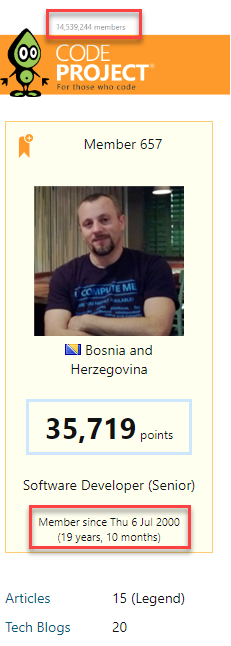 14,539,244 members
CODE
PROJECT®
For those who code
Member 657
COMPUTE ME
Bosnia and
Herzegovina
35,719 points
Software Developer (Senior)
Member since Thu 6 Jul 2000
(19 years, 10 months)
Articles 15 (Legend)
Tech Blogs 20